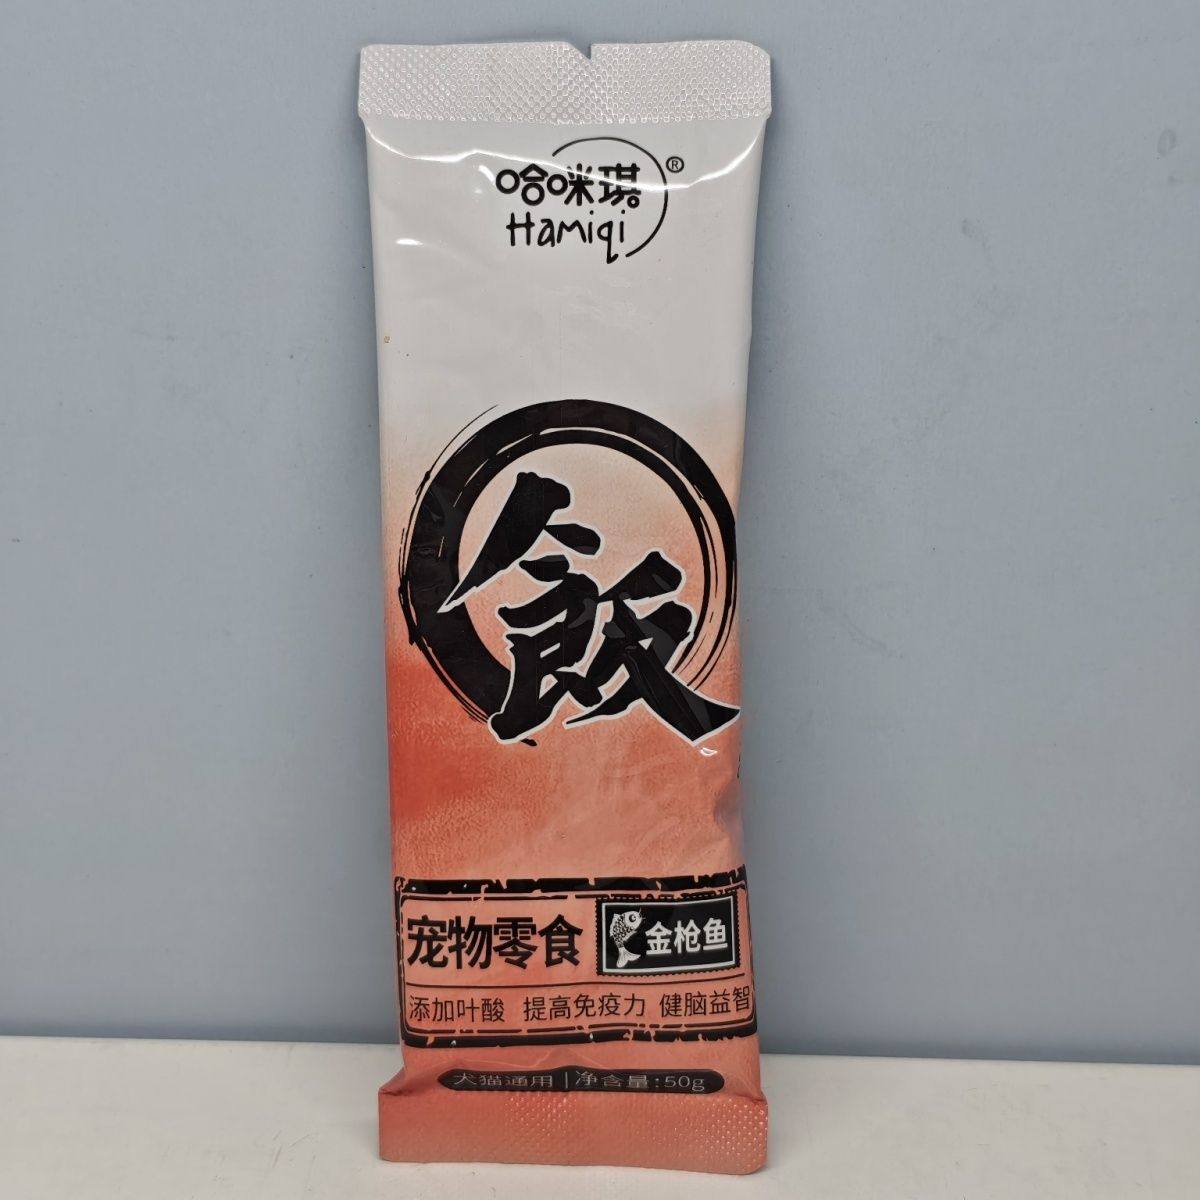 哈咪琪®
Hamiqi
飯
宠物零食 金枪鱼
添加叶酸 提高免疫力 健脑益智
犬猫通用 | 净含量:50g